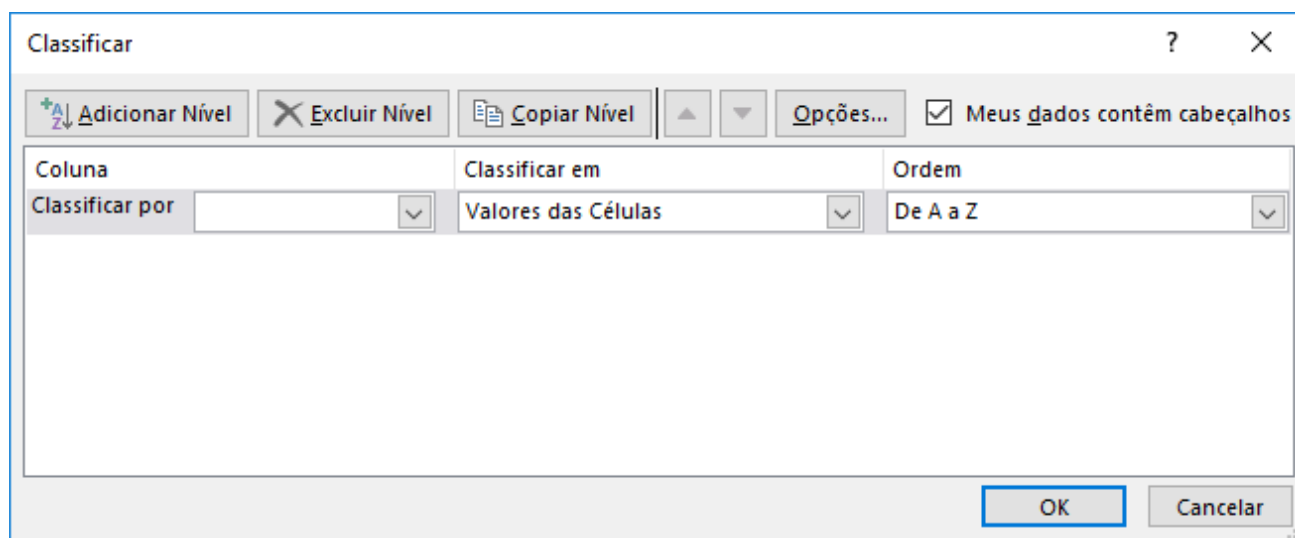 Classificar ?
Adicionar Nível Excluir Nível Copiar Nível Opções... Meus dados contêm cabeçalhos
Coluna Classificar em Ordem
Classificar por Valores das Células De A a Z
OK Cancelar